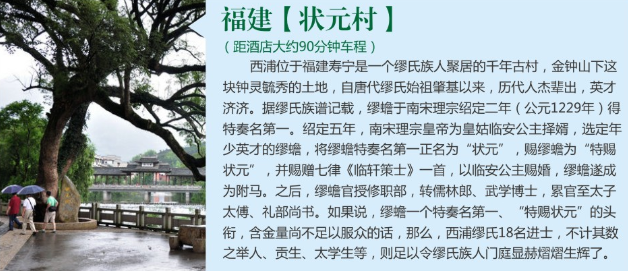 福建【状元村】
（距酒店大约90分钟车程）
西浦位于福建寿宁是一个缪氏族人聚居的千年古村，金钟山下这
块钟灵毓秀的土地，自唐代缪氏始祖肇基以来，历代人杰辈出，英才
济济。据缪氏族谱记载，缪蟾于南宋理宗绍定二年（公元1229年）得
特奏名第一。绍定五年，南宋理宗皇帝为皇姑临安公主择婿，选定年
少英才的缪蟾，将缪蟾特奏名第一正名为“状元”，赐缪蟾为“特赐
状元”，并赐赠七律《临轩策士》一首，以临安公主赐婚，缪蟾遂成
为附马。之后，缪蟾官授修职部，转儒林郎、武学博士，累官至太子
太傅、礼部尚书。如果说，缪蟾一个特奏名第一、“特赐状元”的头
衔，含金量尚不足以服众的话，那么，西浦缪氏18名进士，不计其数
之举人、贡生、太学生等，则足以令缪氏族人门庭显赫熠熠生辉了。